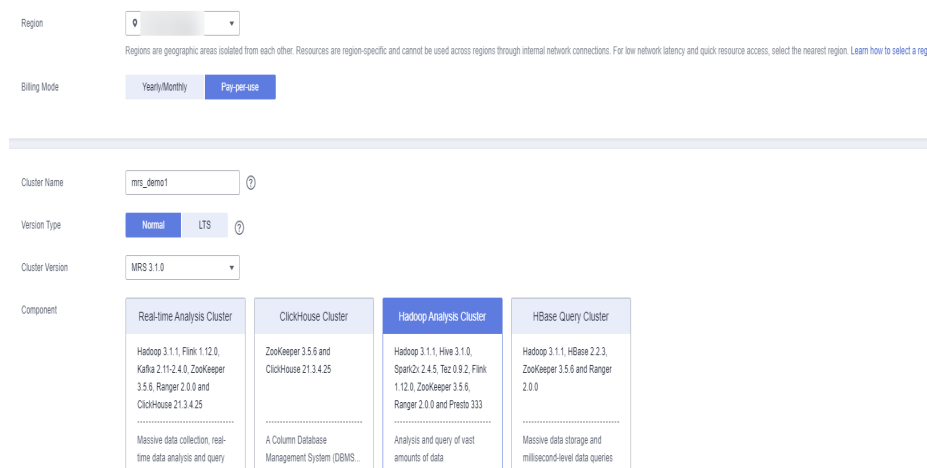 Region
Regions are geographic areas isolated from each other. Resources are region-specific and cannot be used across regions through internal network connections. For low network latency and quick resource access, select the nearest region. Learn how to select a reg
Billing Mode
Yearly/Monthly Pay-per-use
Cluster Name mrs_demo1 ?
Version Type Normal LTS ?
Cluster Version MRS 3.1.0
Component
Real-time Analysis Cluster
Hadoop 3.1.1, Flink 1.12.0,
Kafka 2.11-2.4.0, ZooKeeper
3.5.6, Ranger 2.0.0 and
ClickHouse 21.3.4.25
Massive data collection, real-
time data analysis and query
ClickHouse Cluster
ZooKeeper 3.5.6 and
ClickHouse 21.3.4.25
A Column Database
Management System (DBMS...
Hadoop Analysis Cluster
Hadoop 3.1.1, Hive 3.1.0,
Spark2x 2.4.5, Tez 0.9.2, Flink
1.12.0, ZooKeeper 3.5.6,
Ranger 2.0.0 and Presto 333
Analysis and query of vast
amounts of data
HBase Query Cluster
Hadoop 3.1.1, HBase 2.2.3,
ZooKeeper 3.5.6 and Ranger
2.0.0
Massive data storage and
millisecond-level data queries